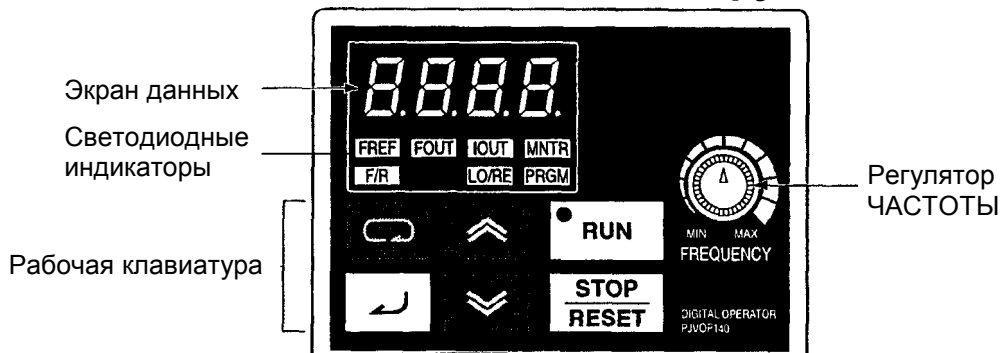 8.8.8.8.
Экран данных
Светодиодные
индикаторы
FREF FOUT IOUT MNTR
F/R LO/RE PRGM
Регулятор
ЧАСТОТЫ
MIN MAX
FREQUENCY
Рабочая клавиатура
RUN
STOP
RESET
DIGITAL OPERATOR
PJVOP140